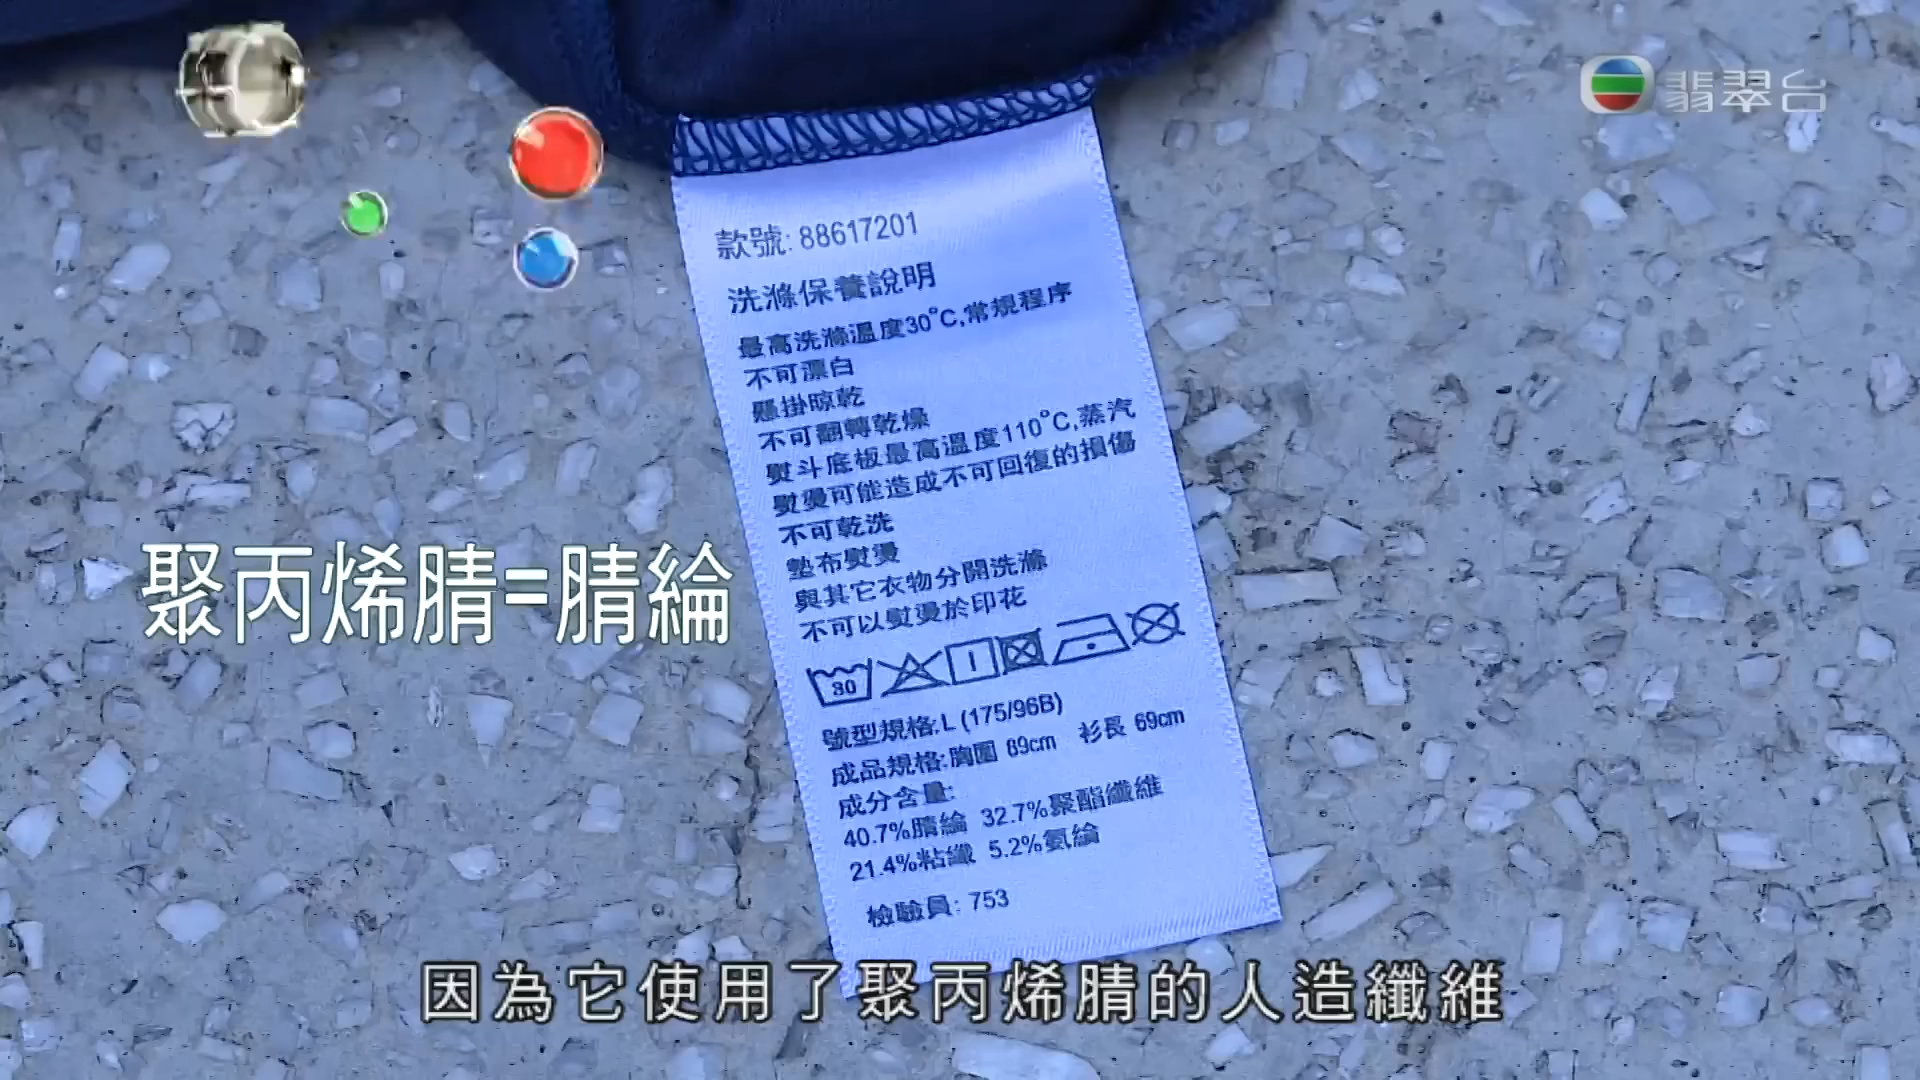 翡翠台
款號: 88617201
洗滌保養說明
最高洗滌溫度30°C,常規程序
不可漂白
懸掛晾乾
不可翻轉乾燥
熨斗底板最高溫度110°C,蒸汽
熨燙可能造成不可回復的損傷
不可乾洗
墊布熨燙
與其它衣物分開洗滌
不可以熨燙於印花
30
號型規格:L (175/96B)
成品規格:胸圍 69cm 衫長 69cm
成分含量:
40.7%腈綸 32.7%聚酯纖維
21.4%粘纖 5.2%氨綸
檢驗員: 753
聚丙烯腈=腈綸
因為它使用了聚丙烯腈的人造纖維